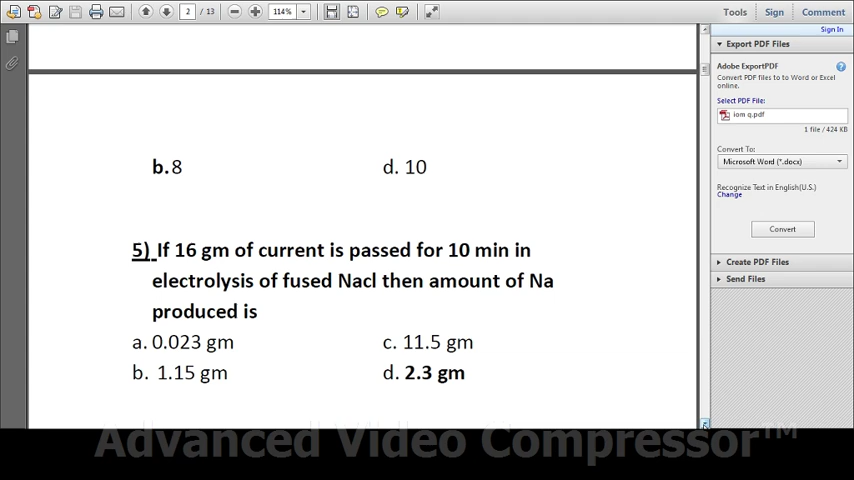 2 / 13
114%
Tools Sign Comment
Sign In
Export PDF Files
Adobe ExportPDF
Convert PDF files to to Word or Excel
online.
Select PDF File:
iom q.pdf
1 file / 424 KB
Convert To:
Microsoft Word (*.docx)
Recognize Text in English(U.S.)
Change
Convert
Create PDF Files
Send Files
b. 8 d. 10
5) If 16 gm of current is passed for 10 min in
electrolysis of fused Nacl then amount of Na
produced is
a. 0.023 gm c. 11.5 gm
b. 1.15 gm d. 2.3 gm
Advanced Video Compressor™